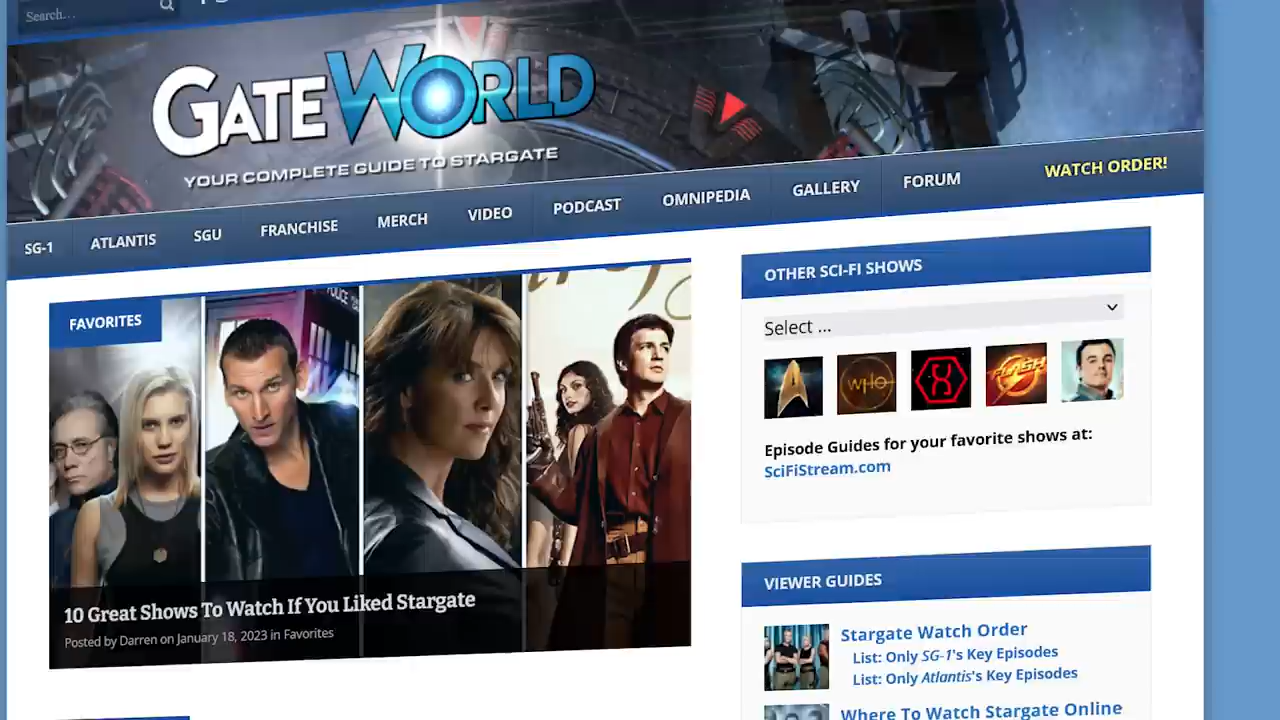 Search...
GATEWORLD
YOUR COMPLETE GUIDE TO STARGATE
SG-1
ATLANTIS
SGU
FRANCHISE
MERCH
VIDEO
PODCAST
OMNIPEDIA
GALLERY
FORUM
WATCH ORDER!
FAVORITES
POLICE
10 Great Shows To Watch If You Liked Stargate
Posted by Darren on January 18, 2023 in Favorites
OTHER SCI-FI SHOWS
Select ...
WHO
FLASH
Episode Guides for your favorite shows at:
SciFiStream.com
VIEWER GUIDES
Stargate Watch Order
List: Only SG-1's Key Episodes
List: Only Atlantis's Key Episodes
Where To Watch Stargate Online